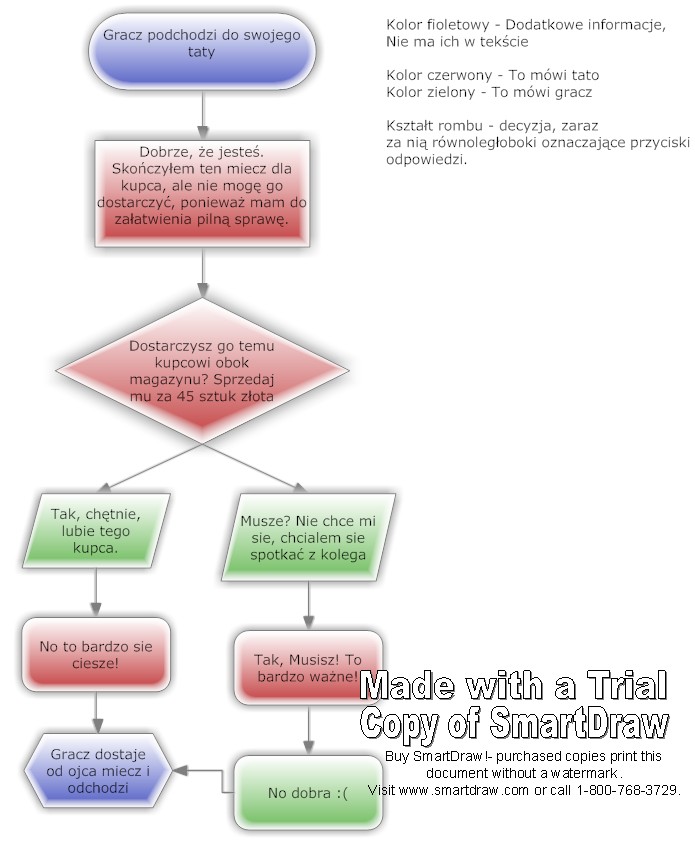 Gracz podchodzi do swojego
taty
Kolor fioletowy - Dodatkowe informacje,
Nie ma ich w tekście
Kolor czerwony - To mówi tato
Kolor zielony - To mówi gracz
Kształt rombu - decyzja, zaraz
za nią równoległoboki oznaczające przyciski
odpowiedzi.
Dobrze, że jesteś.
Skończyłem ten miecz dla
kupca, ale nie mogę go
dostarczyć, ponieważ mam do
załatwienia pilną sprawę.
Dostarczysz go temu
kupcowi obok
magazynu? Sprzedaj
mu za 45 sztuk złota
Tak, chętnie,
lubie tego
kupca.
Musze? Nie chce mi
sie, chcialem sie
spotkać z kolega
No to bardzo sie
ciesze!
Tak, Musisz! To
bardzo ważne!
Gracz dostaje
od ojca miecz i
odchodzi
No dobra :(
Made with a Trial
Copy of SmartDraw
Buy SmartDraw!- purchased copies print this
document without a watermark.
Visit www.smartdraw.com or call 1-800-768-3729.